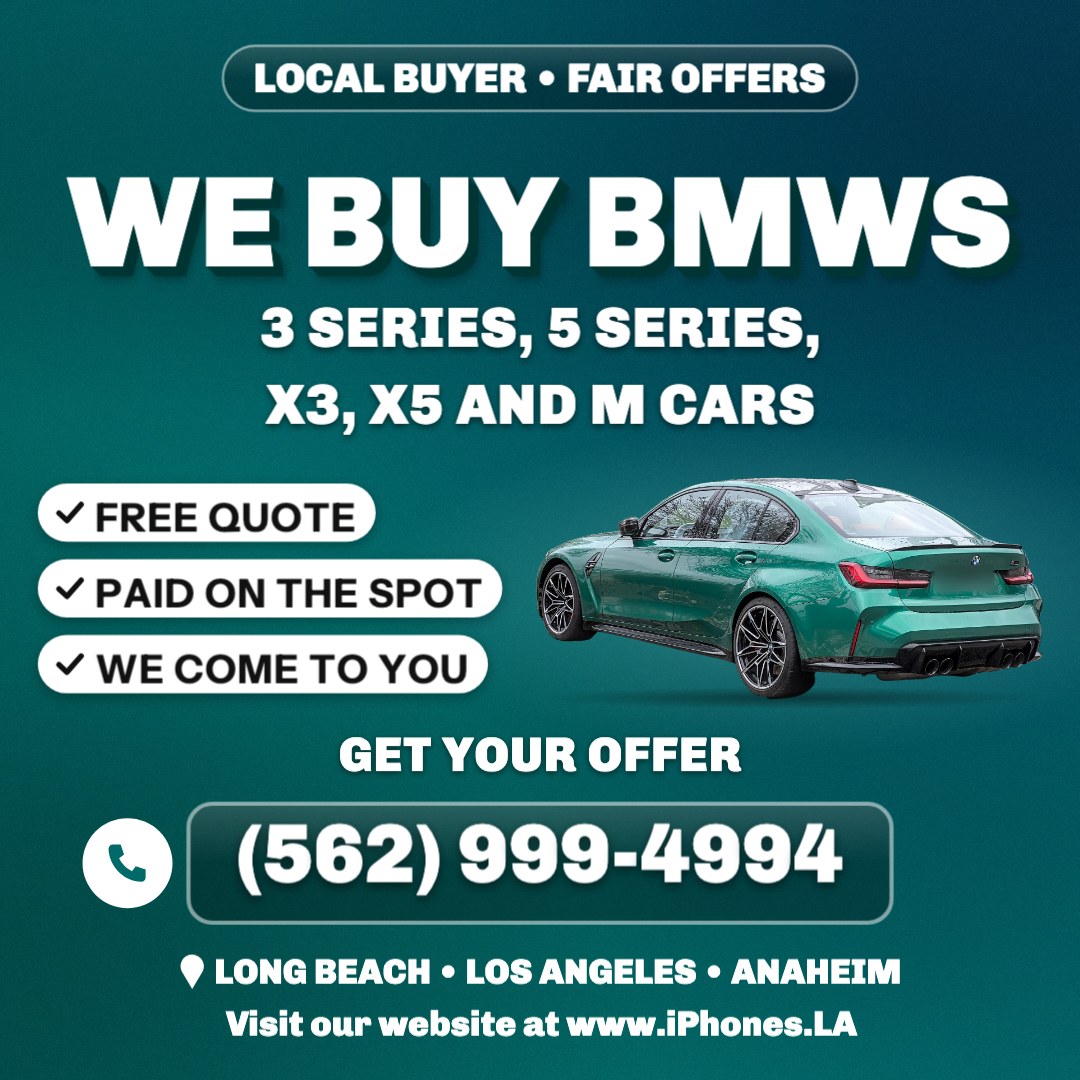 LOCAL BUYER • FAIR OFFERS
WE BUY BMWS
3 SERIES, 5 SERIES,
X3, X5 AND M CARS
✓ FREE QUOTE
✓ PAID ON THE SPOT
✓ WE COME TO YOU
GET YOUR OFFER
(562) 999-4994
LONG BEACH • LOS ANGELES • ANAHEIM
Visit our website at www.iPhones.LA